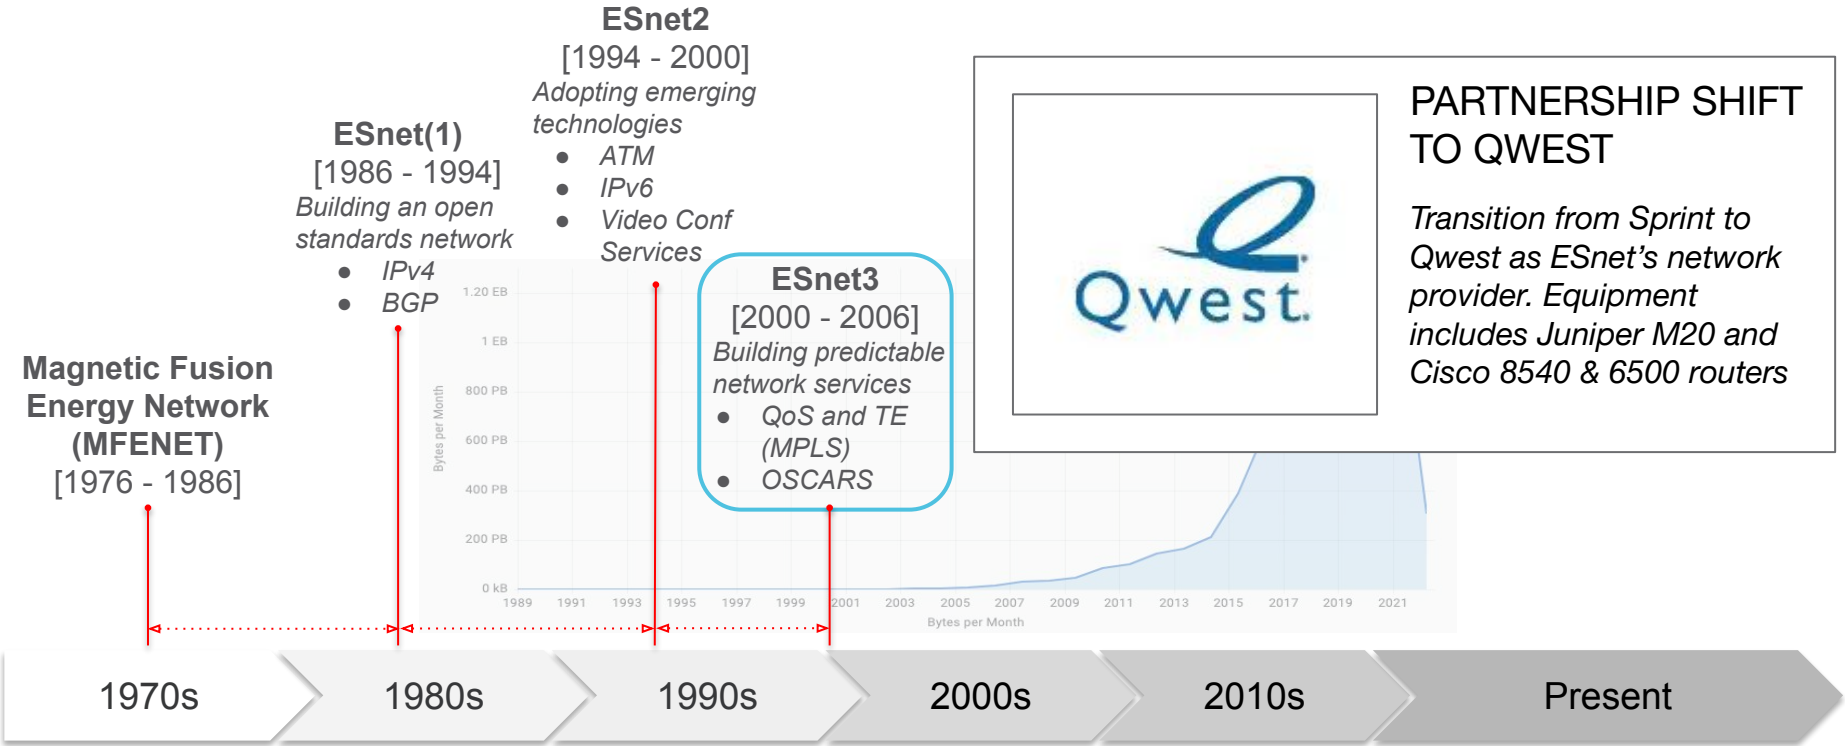 ESnet2
[1994 - 2000]
Adopting emerging
technologies
● ATM
● IPv6
● Video Conf
Services
ESnet(1)
[1986 - 1994]
Building an open
standards network
● IPv4
● BGP
Magnetic Fusion
Energy Network
(MFENET)
[1976 - 1986]
ESnet3
[2000 - 2006]
Building predictable
network services
● QoS and TE
(MPLS)
● OSCARS
Qwest.
PARTNERSHIP SHIFT
TO QWEST
Transition from Sprint to
Qwest as ESnet’s network
provider. Equipment
includes Juniper M20 and
Cisco 8540 & 6500 routers
Bytes per Month
1.20 EB
1 EB
800 PB
600 PB
400 PB
200 PB
0 kB
1989 1991 1993 1995 1997 1999 2001 2003 2005 2007 2009 2011 2013 2015 2017 2019 2021
Bytes per Month
1970s 1980s 1990s 2000s 2010s Present